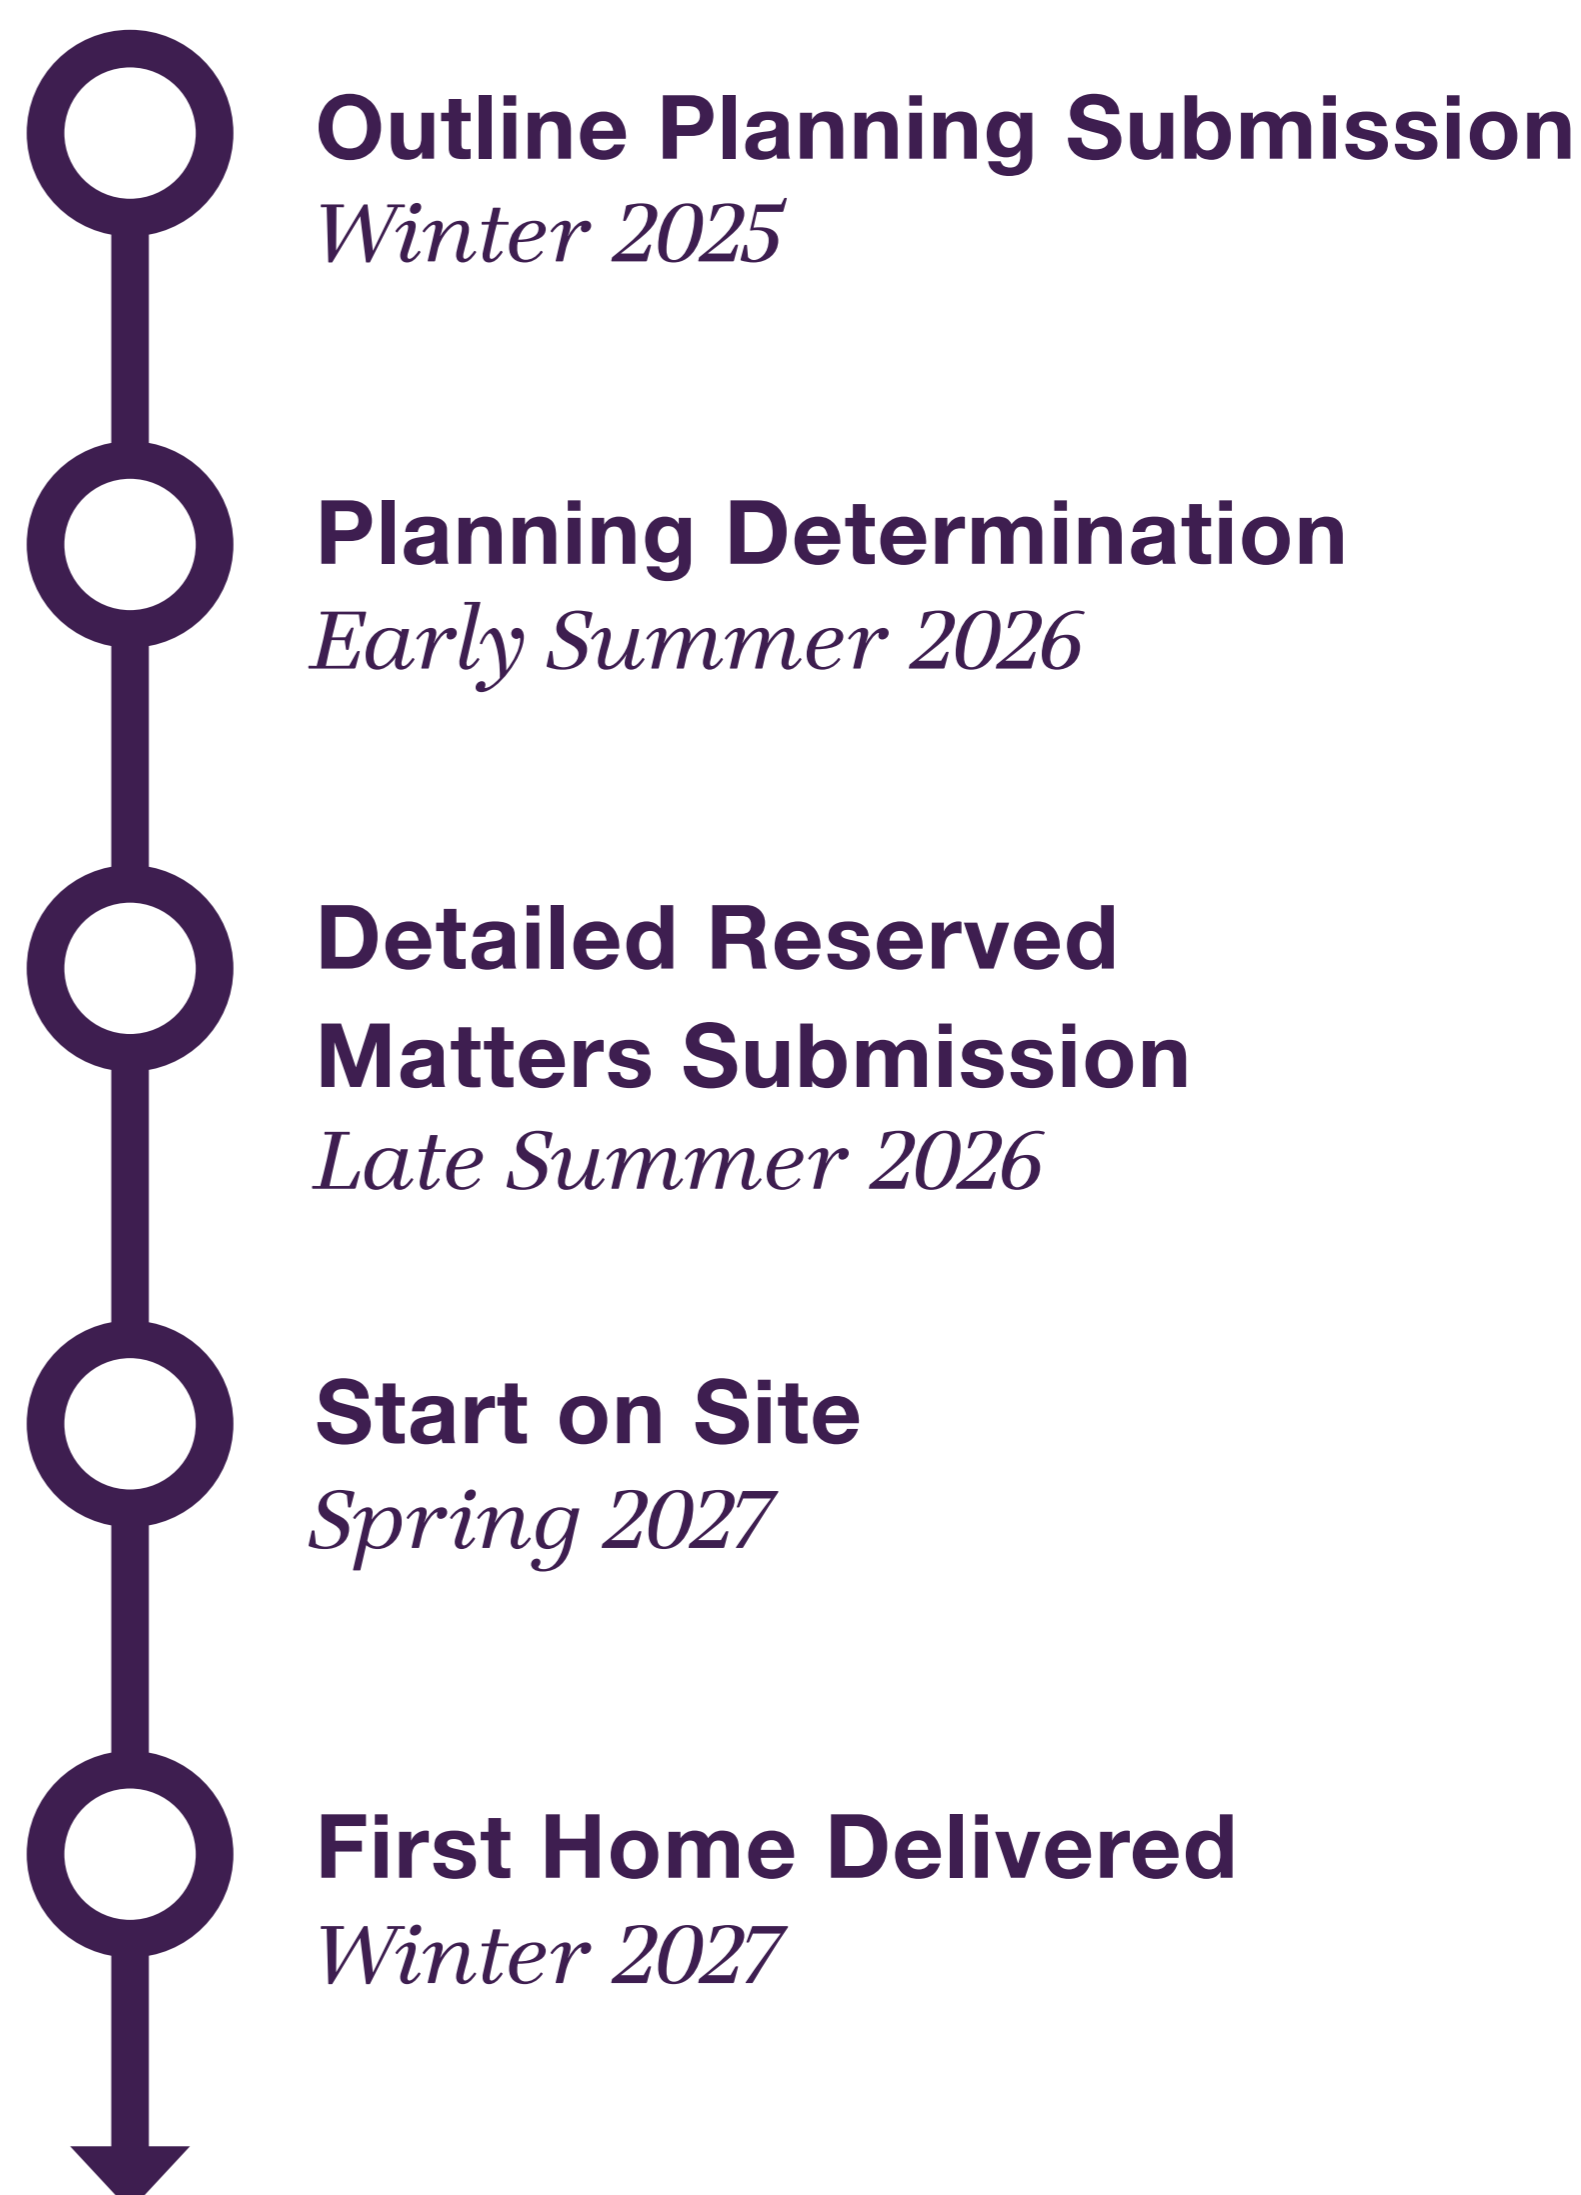 Outline Planning Submission
Winter 2025
Planning Determination
Early Summer 2026
Detailed Reserved
Matters Submission
Late Summer 2026
Start on Site
Spring 2027
First Home Delivered
Winter 2027